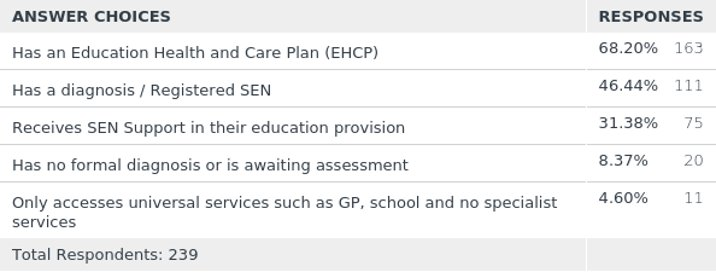 ANSWER CHOICES RESPONSES
Has an Education Health and Care Plan (EHCP) 68.20% 163
Has a diagnosis / Registered SEN 46.44% 111
Receives SEN Support in their education provision 31.38% 75
Has no formal diagnosis or is awaiting assessment 8.37% 20
Only accesses universal services such as GP, school and no specialist 4.60% 11
services
Total Respondents: 239